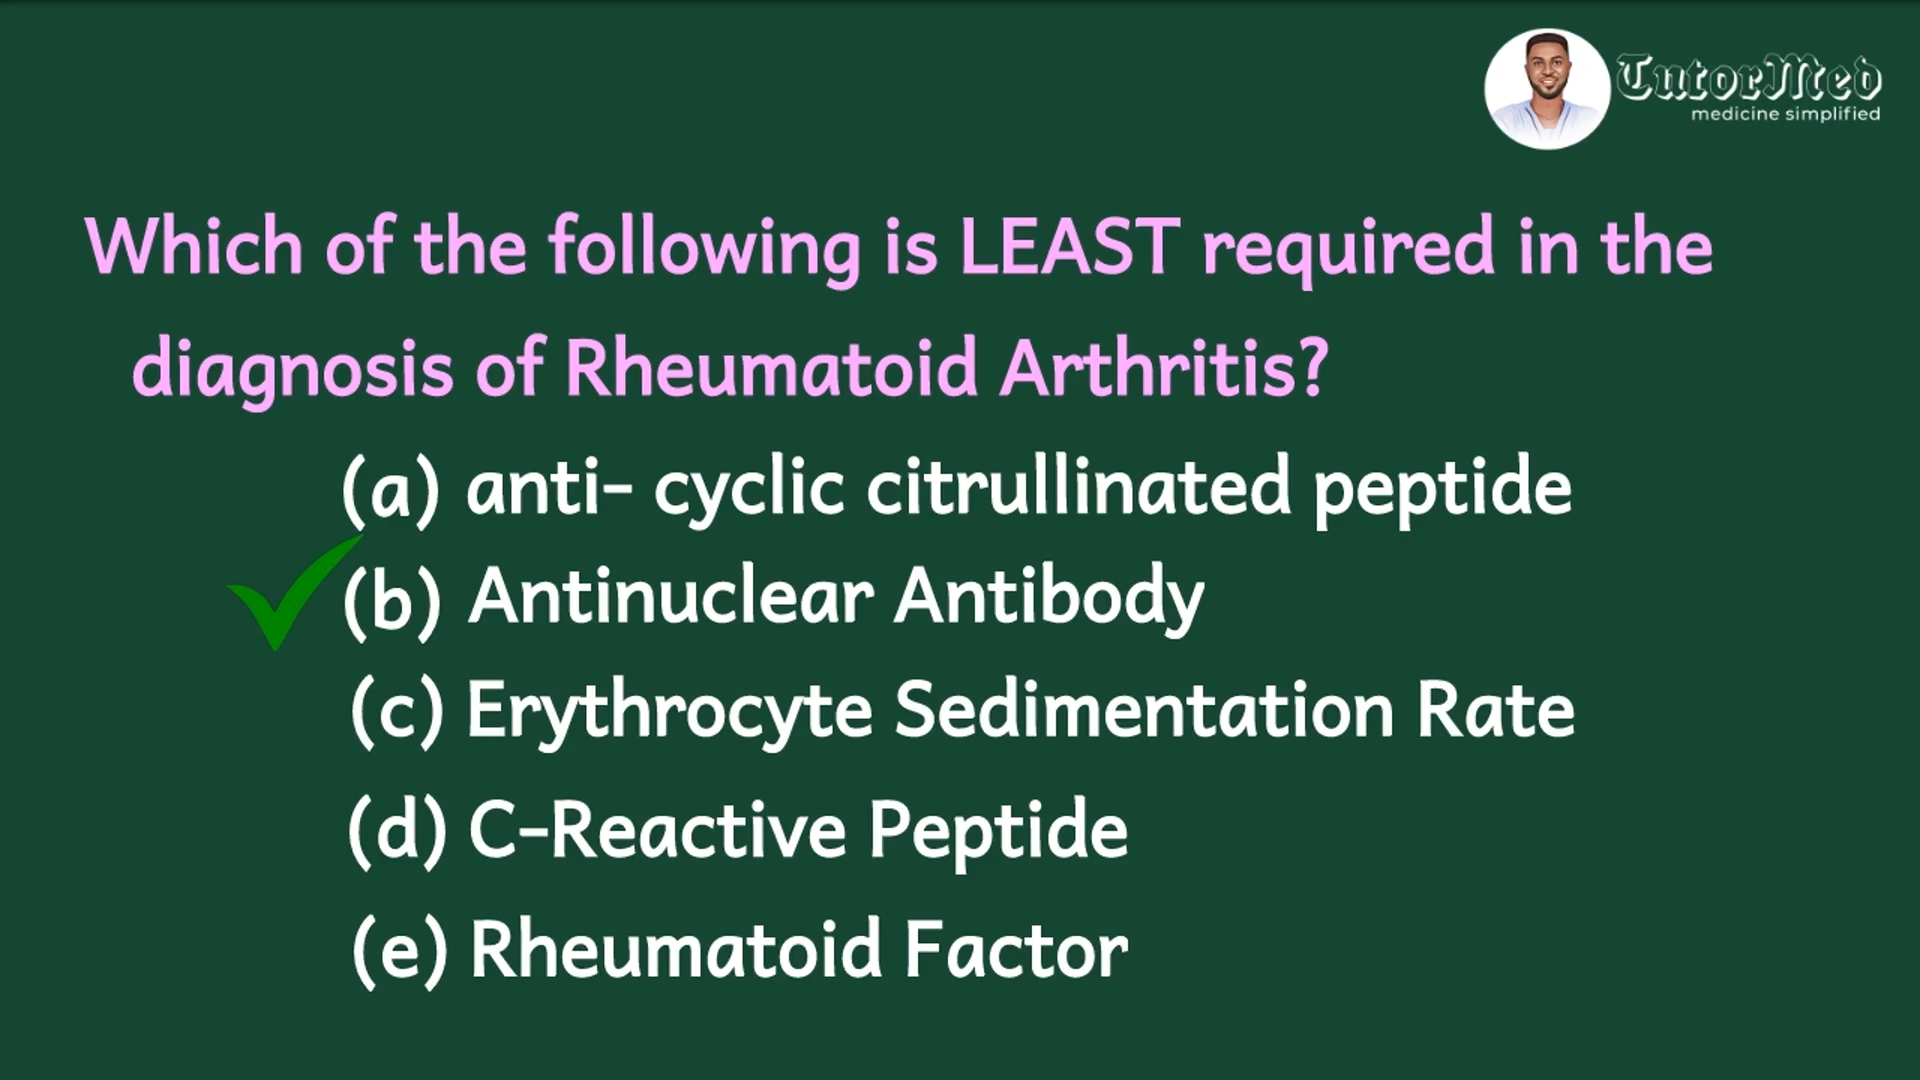 TutorMed
medicine simplified
Which of the following is LEAST required in the
diagnosis of Rheumatoid Arthritis?
(a) anti- cyclic citrullinated peptide
(b) Antinuclear Antibody
(c) Erythrocyte Sedimentation Rate
(d) C-Reactive Peptide
(e) Rheumatoid Factor